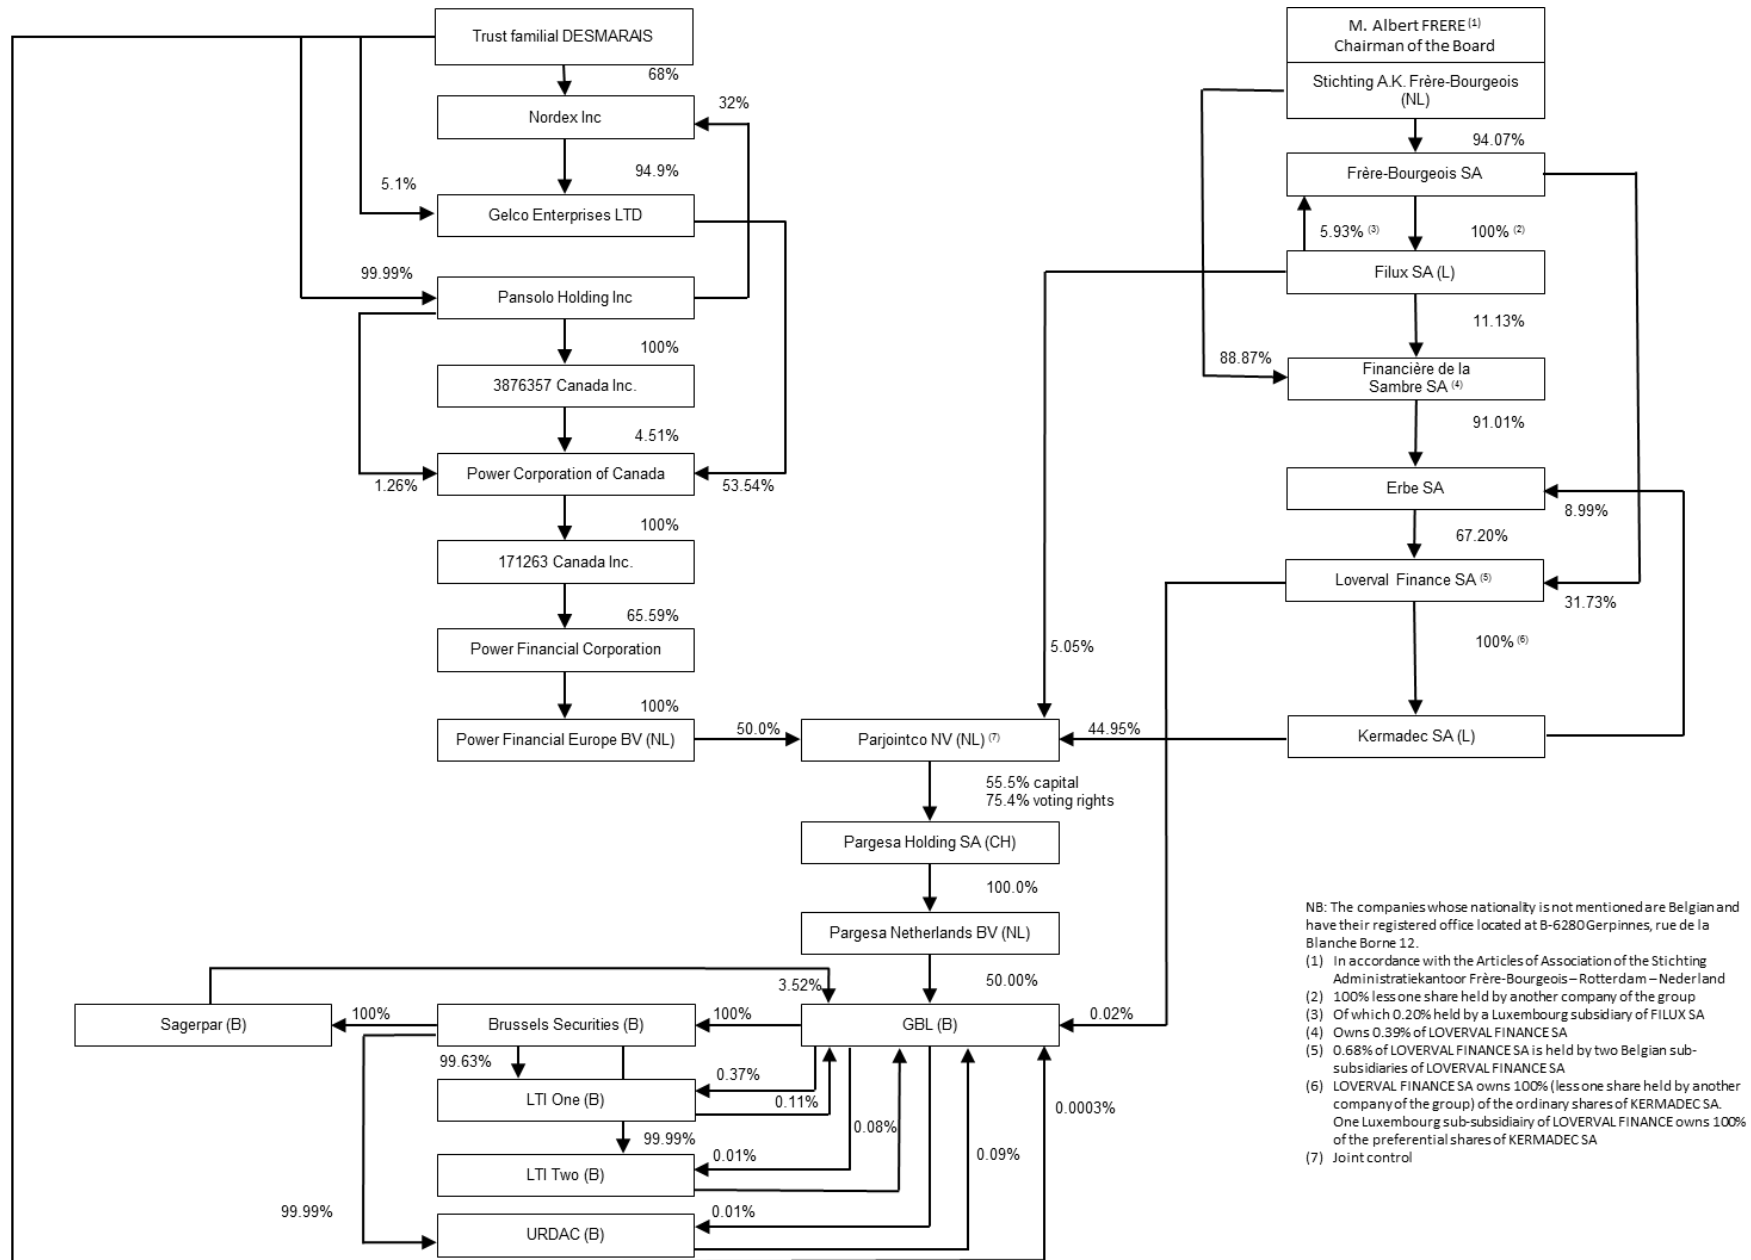 Trust familial DESMARAIS
68%
Nordex Inc
32%
94.9%
5.1%
Gelco Enterprises LTD
99.99%
Pansolo Holding Inc
100%
3876357 Canada Inc.
4.51%
Power Corporation of Canada
1.26%
53.54%
100%
171263 Canada Inc.
65.59%
Power Financial Corporation
100%
Power Financial Europe BV (NL)
50.0%
M. Albert FRERE (1)
Chairman of the Board
Stichting A.K. Frère-Bourgeois
(NL)
94.07%
Frère-Bourgeois SA
5.93% (3)
100% (2)
Filux SA (L)
11.13%
88.87%
Financière de la
Sambre SA (4)
91.01%
Erbe SA
8.99%
67.20%
Loverval Finance SA (5)
31.73%
100% (6)
5.05%
Parjointco NV (NL) (7)
44.95%
Kermadec SA (L)
55.5% capital
75.4% voting rights
Pargesa Holding SA (CH)
100.0%
Pargesa Netherlands BV (NL)
50.00%
3.52%
Sagerpar (B)
100%
Brussels Securities (B)
100%
GBL (B)
0.02%
99.63%
0.37%
LTI One (B)
0.11%
0.0003%
99.99%
0.08%
0.01%
LTI Two (B)
0.09%
99.99%
0.01%
URDAC (B)
NB: The companies whose nationality is not mentioned are Belgian and
have their registered office located at B-6280 Gerpinnes, rue de la
Blanche Borne 12.
(1) In accordance with the Articles of Association of the Stichting
Administratiekantoor Frère-Bourgeois – Rotterdam – Nederland
(2) 100% less one share held by another company of the group
(3) Of which 0.20% held by a Luxembourg subsidiary of FILUX SA
(4) Owns 0.39% of LOVERVAL FINANCE SA
(5) 0.68% of LOVERVAL FINANCE SA is held by two Belgian sub-
subsidiaries of LOVERVAL FINANCE SA
(6) LOVERVAL FINANCE SA owns 100% (less one share held by another
company of the group) of the ordinary shares of KERMADEC SA.
One Luxembourg sub-subsidiairy of LOVERVAL FINANCE owns 100%
of the preferential shares of KERMADEC SA
(7) Joint control